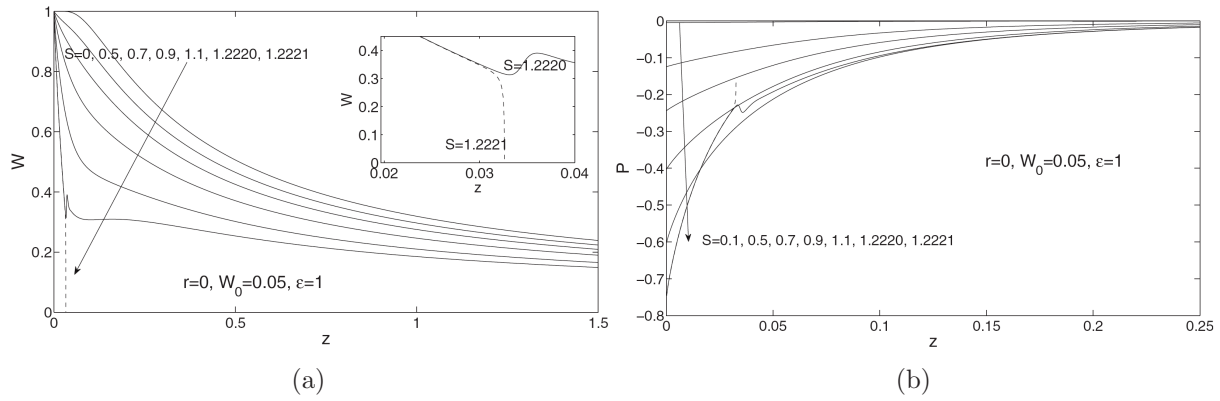 1
0.8
0.6
0.4
0.2
0
W
S=0, 0.5, 0.7, 0.9, 1.1, 1.2220, 1.2221
r=0, W0=0.05, ε=1
0 0.5 1 1.5
z
0.4
0.3
0.2
0.1
0
W
S=1.2220
S=1.2221
0.02 0.03 0.04
z
(a)
0
−0.1
−0.2
−0.3
−0.4
−0.5
−0.6
−0.7
−0.8
P
r=0, W0=0.05, ε=1
S=0.1, 0.5, 0.7, 0.9, 1.1, 1.2220, 1.2221
0 0.05 0.1 0.15 0.2 0.25
z
(b)